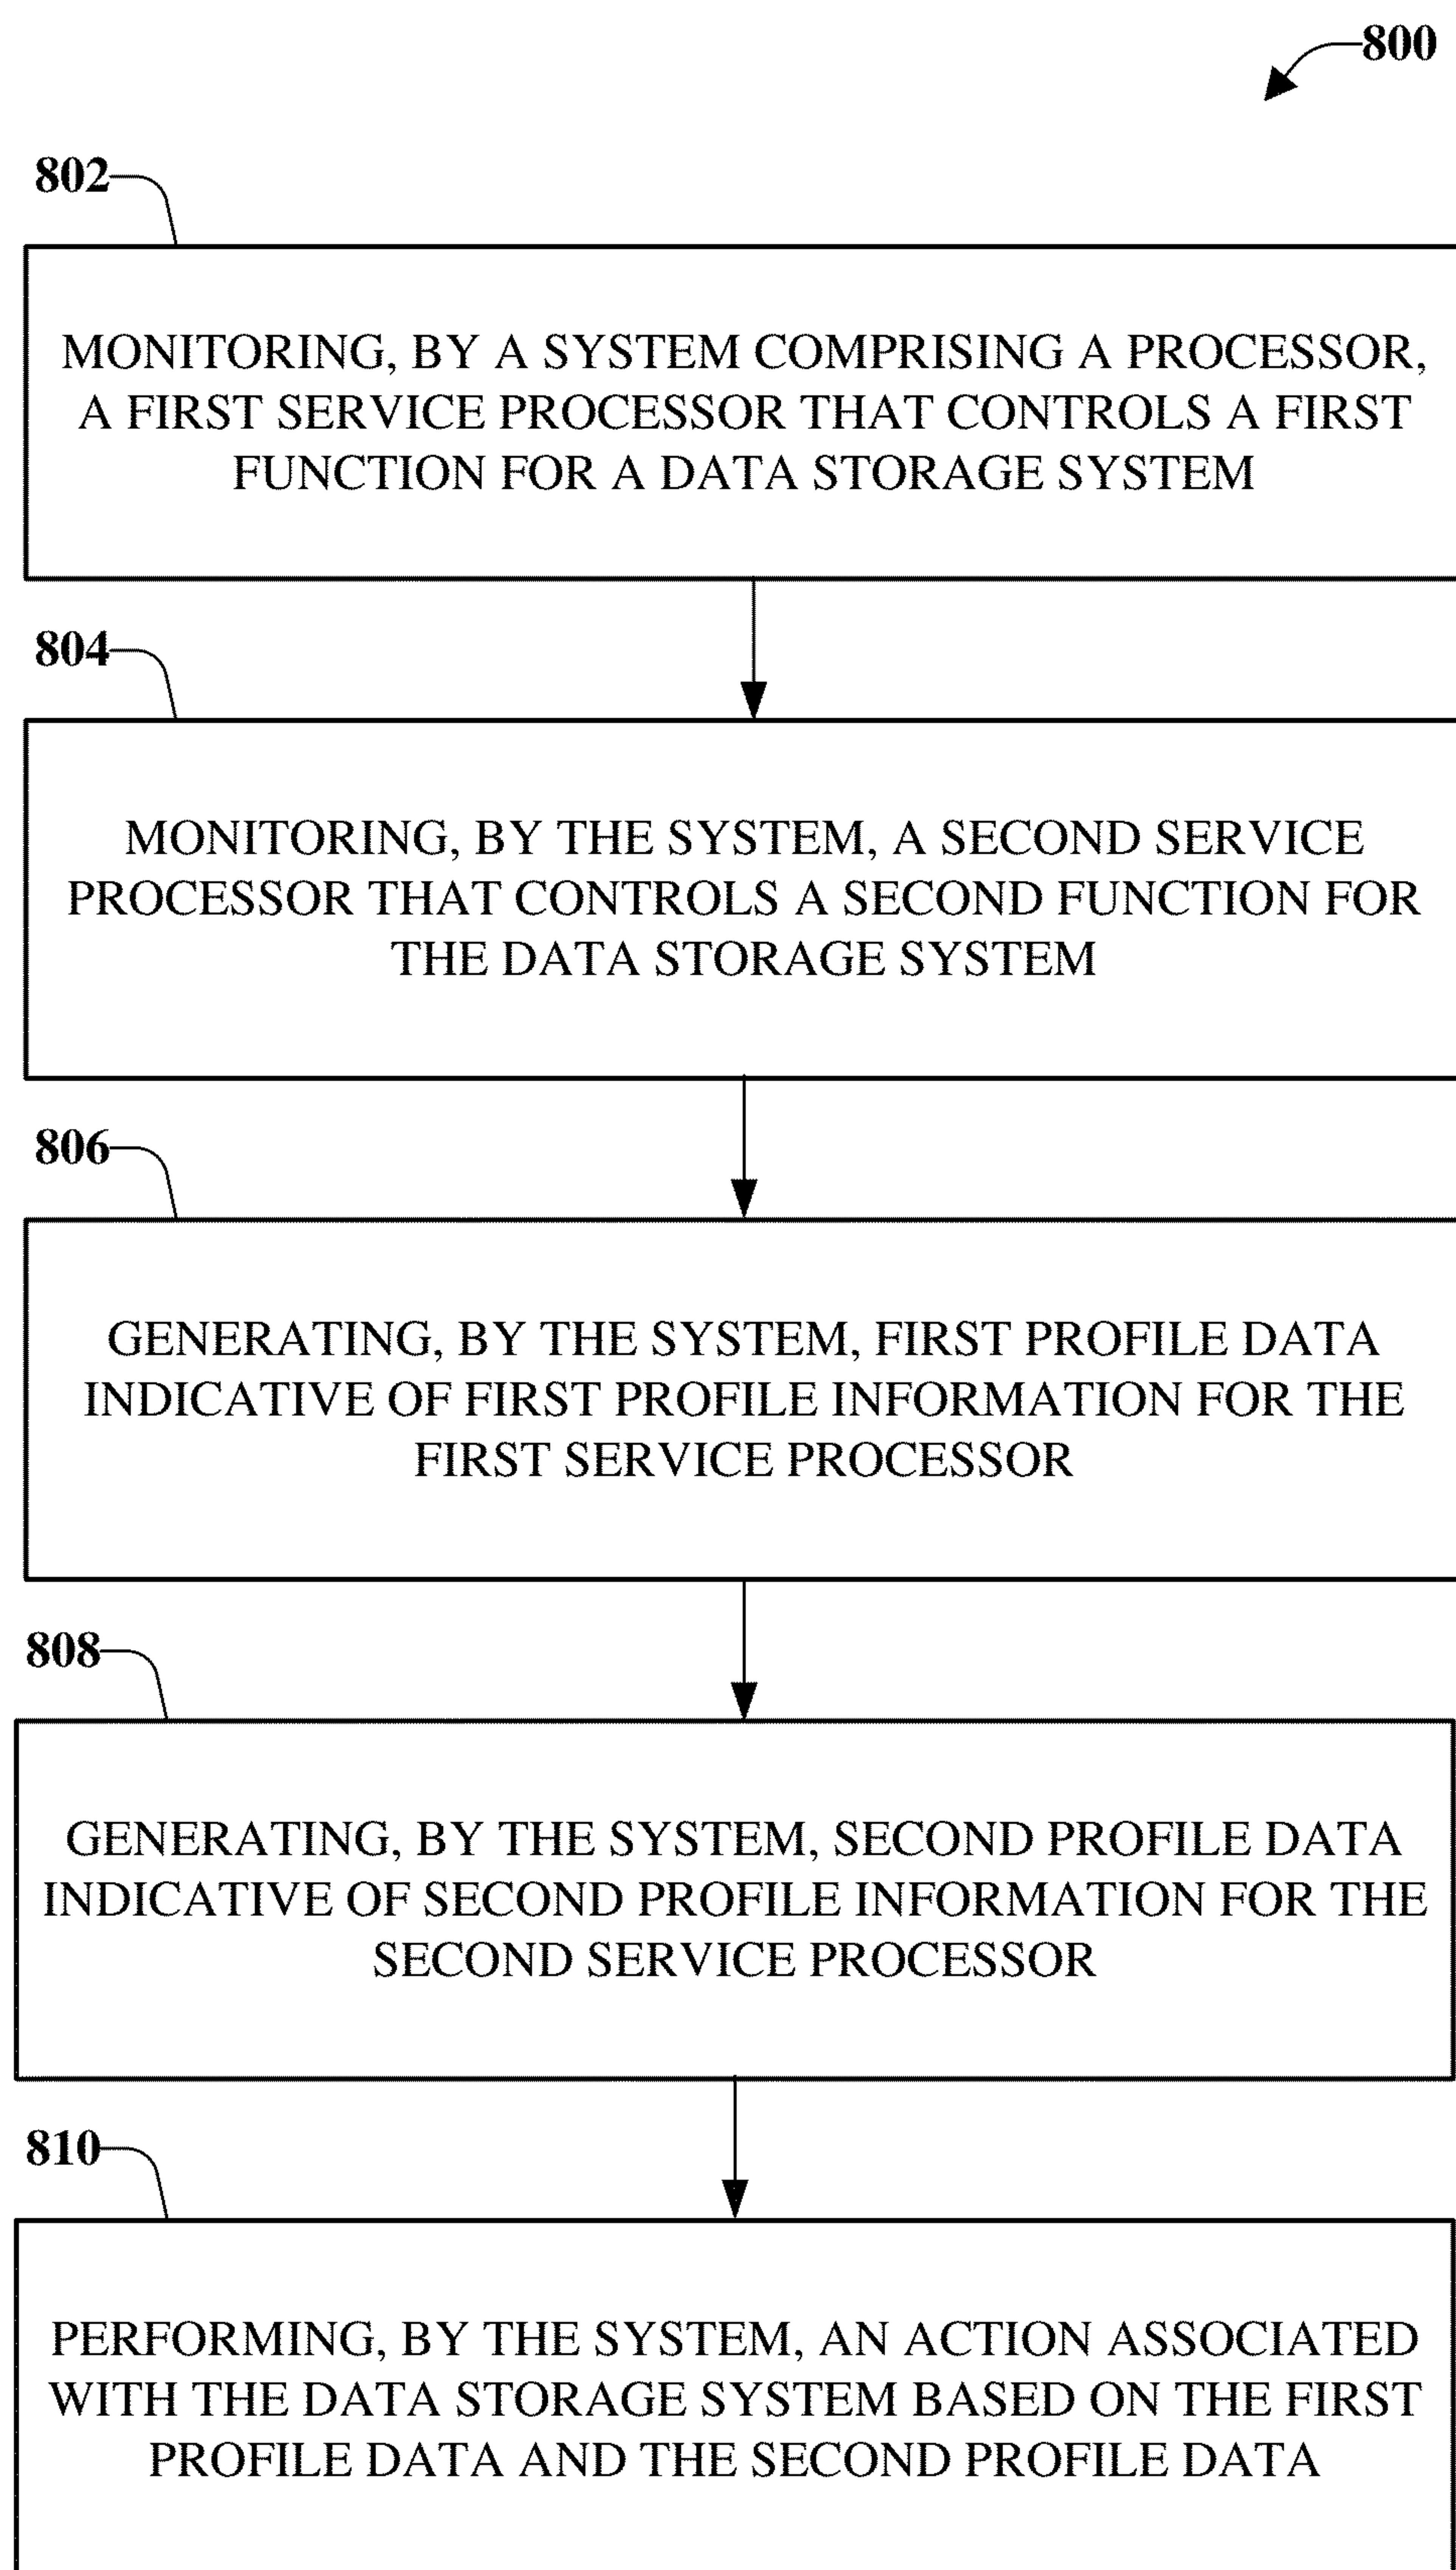 800
802
MONITORING, BY A SYSTEM COMPRISING A PROCESSOR,
A FIRST SERVICE PROCESSOR THAT CONTROLS A FIRST
FUNCTION FOR A DATA STORAGE SYSTEM
804
MONITORING, BY THE SYSTEM, A SECOND SERVICE
PROCESSOR THAT CONTROLS A SECOND FUNCTION FOR
THE DATA STORAGE SYSTEM
806
GENERATING, BY THE SYSTEM, FIRST PROFILE DATA
INDICATIVE OF FIRST PROFILE INFORMATION FOR THE
FIRST SERVICE PROCESSOR
808
GENERATING, BY THE SYSTEM, SECOND PROFILE DATA
INDICATIVE OF SECOND PROFILE INFORMATION FOR THE
SECOND SERVICE PROCESSOR
810
PERFORMING, BY THE SYSTEM, AN ACTION ASSOCIATED
WITH THE DATA STORAGE SYSTEM BASED ON THE FIRST
PROFILE DATA AND THE SECOND PROFILE DATA